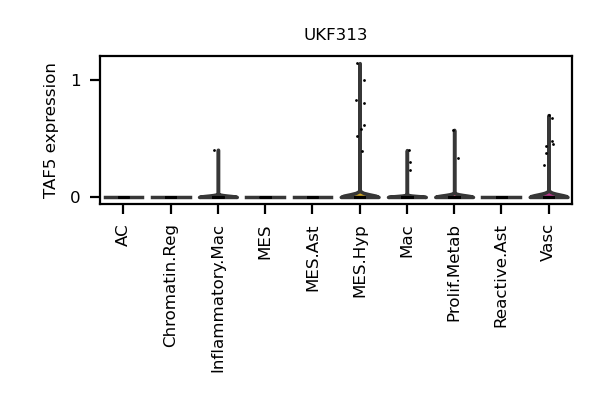 UKF313
TAF5 expression
1
0
AC
Chromatin.Reg
Inflammatory.Mac
MES
MES.Ast
MES.Hyp
Mac
Prolif.Metab
Reactive.Ast
Vasc